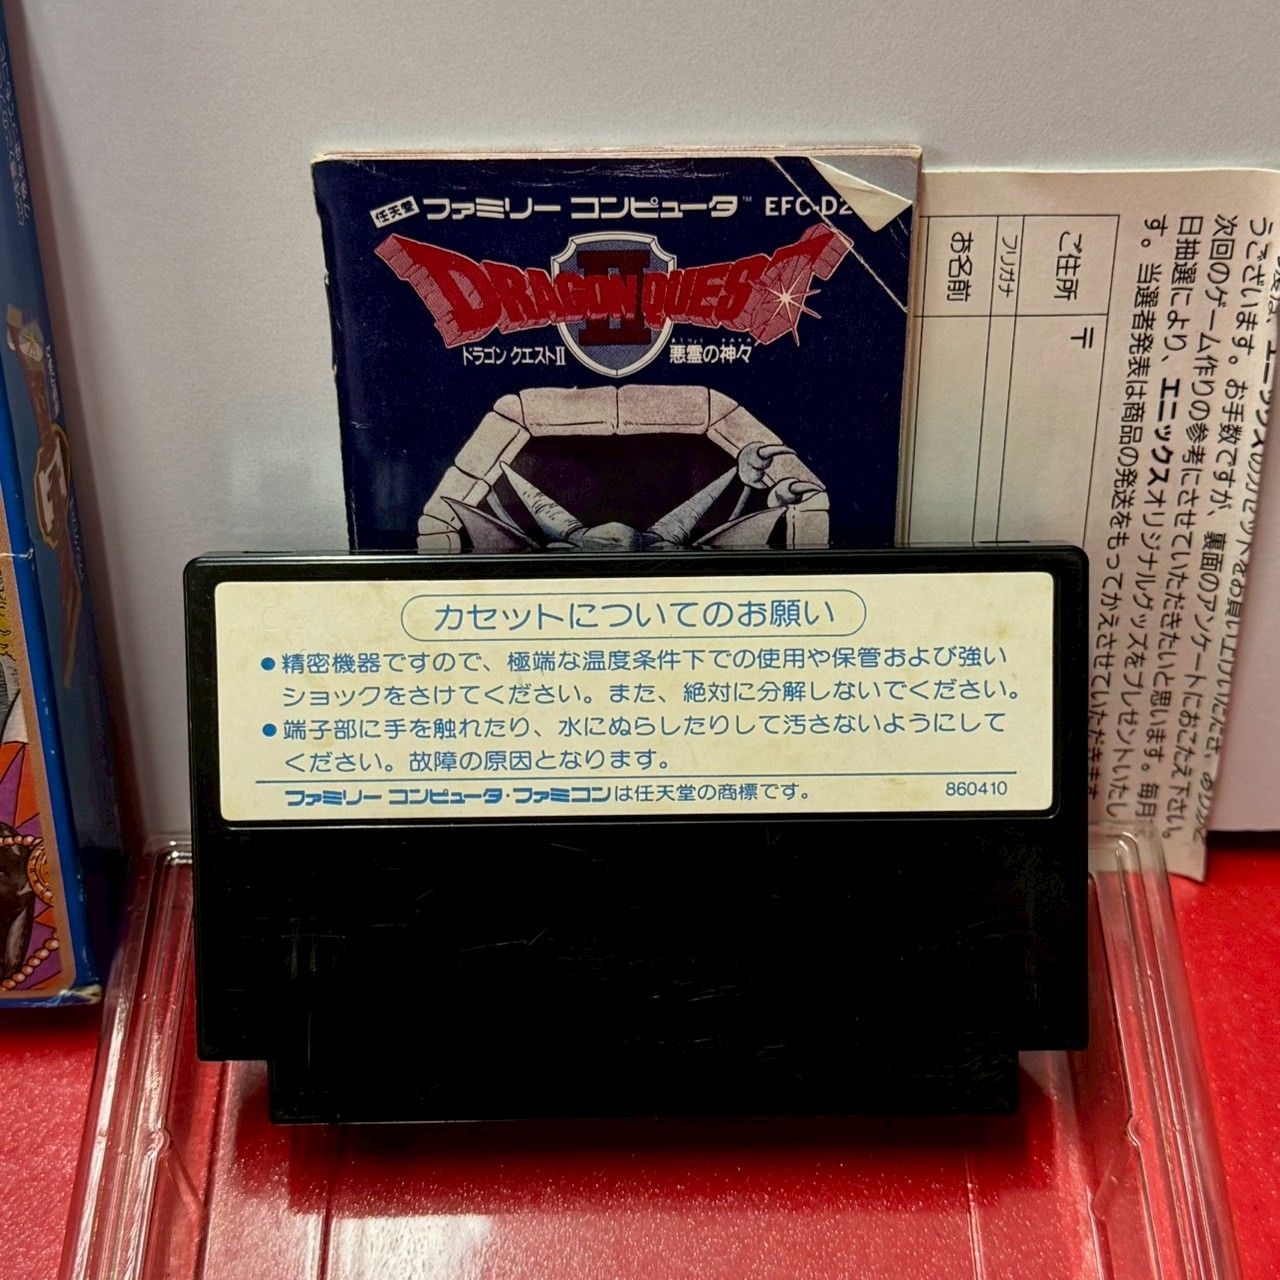 任天堂 ファミリー コンピュータ™ EFC-D2
DRAGON QUEST
II
ドラゴン クエストII 悪霊の神々
カセットについてのお願い
●精密機器ですので、極端な温度条件下での使用や保管および強い
ショックをさけてください。また、絶対に分解しないでください。
●端子部に手を触れたり、水にぬらしたりして汚さないようにして
ください。故障の原因となります。
ファミリー コンピュータ・ファミコンは任天堂の商標です。 860410
うございます。お手数ですが、裏面のアンケートにおこたえ下さい。
次回のゲーム作りの参考にさせていただきたいと思います。毎月
日抽選により、エニックスオリジナルグッズをプレゼントいたし
す。当選者発表は商品の発送をもってかえさせていただきます
ご住所
〒
フリガナ
お名前